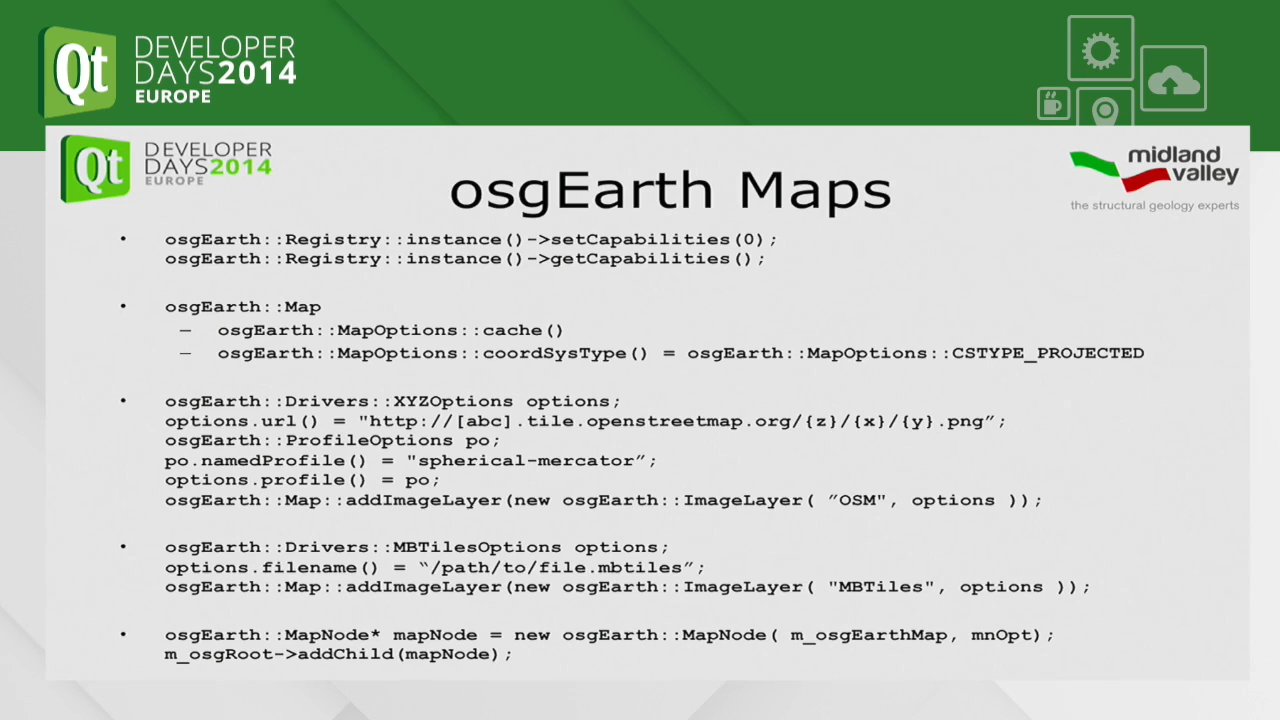 Qt DEVELOPER
DAYS2014
EUROPE
Qt DEVELOPER
DAYS2014
EUROPE
osgEarth Maps
midland
valley
the structural geology experts
• osgEarth::Registry::instance()->setCapabilities(0);
osgEarth::Registry::instance()->getCapabilities();
• osgEarth::Map
– osgEarth::MapOptions::cache()
– osgEarth::MapOptions::coordSysType() = osgEarth::MapOptions::CSTYPE_PROJECTED
• osgEarth::Drivers::XYZOptions options;
options.url() = "http://[abc].tile.openstreetmap.org/{z}/{x}/{y}.png”;
osgEarth::ProfileOptions po;
po.namedProfile() = "spherical-mercator”;
options.profile() = po;
osgEarth::Map::addImageLayer(new osgEarth::ImageLayer( ”OSM", options ));
• osgEarth::Drivers::MBTilesOptions options;
options.filename() = “/path/to/file.mbtiles”;
osgEarth::Map::addImageLayer(new osgEarth::ImageLayer( "MBTiles", options ));
• osgEarth::MapNode* mapNode = new osgEarth::MapNode( m_osgEarthMap, mnOpt);
m_osgRoot->addChild(mapNode);